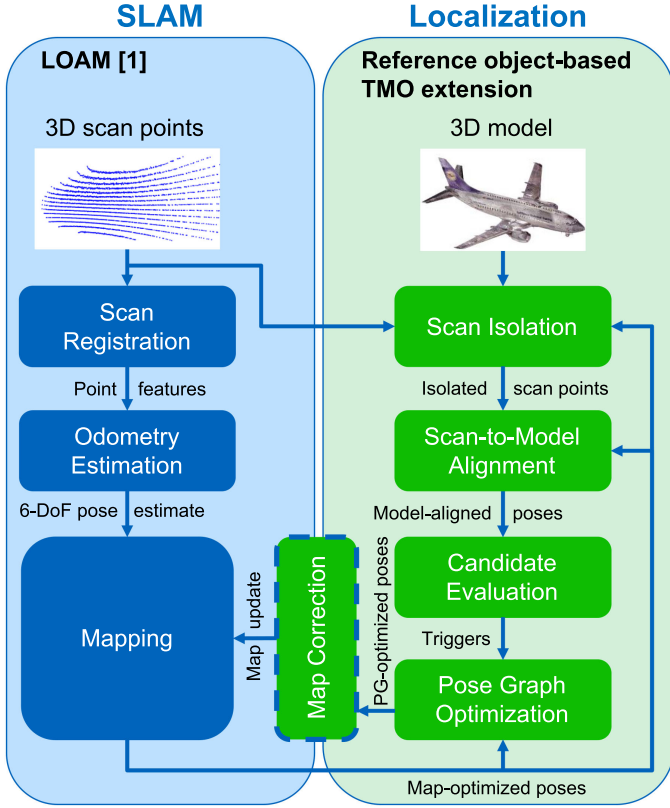 SLAM
Localization
LOAM [1]
Reference object-based
TMO extension
3D scan points
3D model
Scan
Registration
Scan Isolation
Point features
Isolated scan points
Odometry
Estimation
Scan-to-Model
Alignment
6-DoF pose estimate
Model-aligned poses
Mapping
Map update
Map Correction
PG-optimized poses
Candidate
Evaluation
Triggers
Pose Graph
Optimization
Map-optimized poses